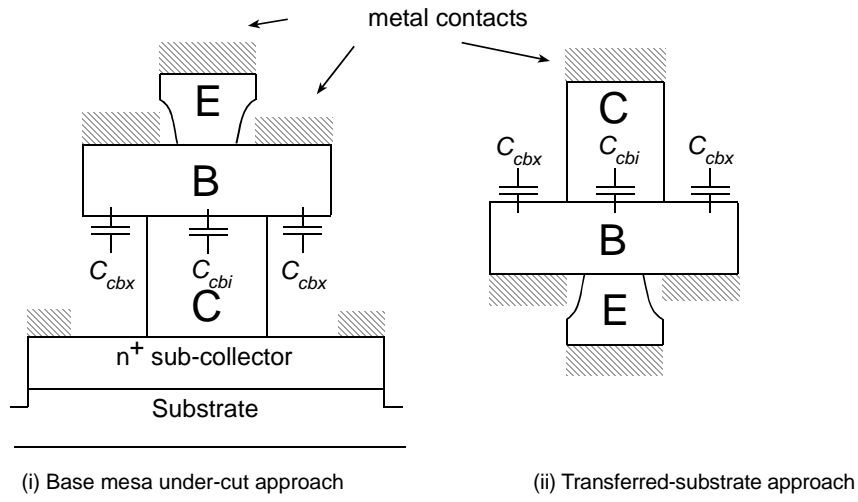 metal contacts
E
B
C_cbx
C_cbi
C_cbx
C
n+ sub-collector
Substrate
(i) Base mesa under-cut approach
C
C_cbx
C_cbi
C_cbx
B
E
(ii) Transferred-substrate approach